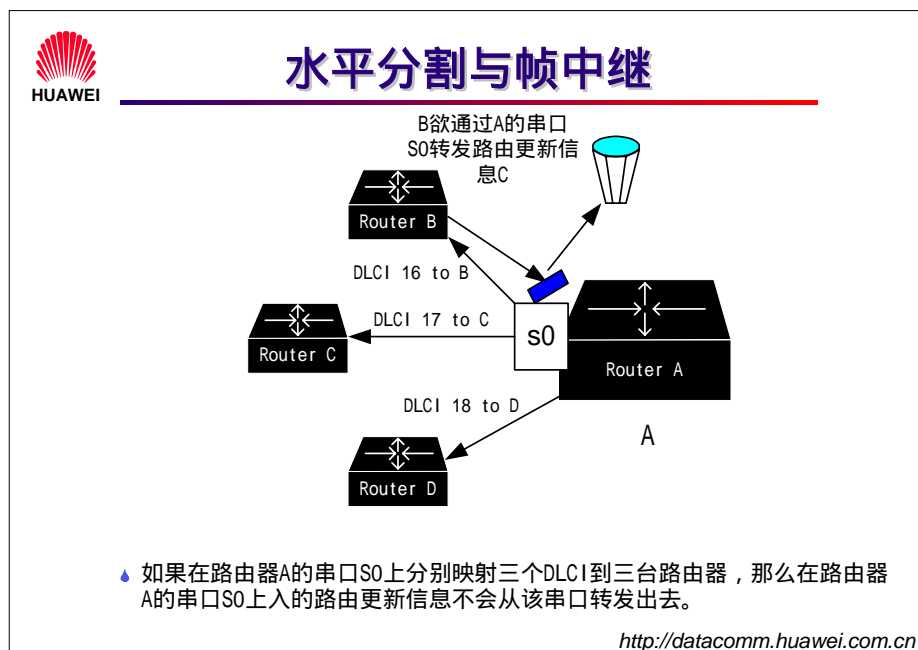 HUAWEI
水平分割与帧中继
B欲通过A的串口
S0转发路由更新信
息C
Router B
DLCI 16 to B
DLCI 17 to C
s0
Router C
Router A
DLCI 18 to D
A
Router D
如果在路由器A的串口S0上分别映射三个DLCI到三台路由器，那么在路由器
A的串口S0上入的路由更新信息不会从该串口转发出去。
http://datacomm.huawei.com.cn